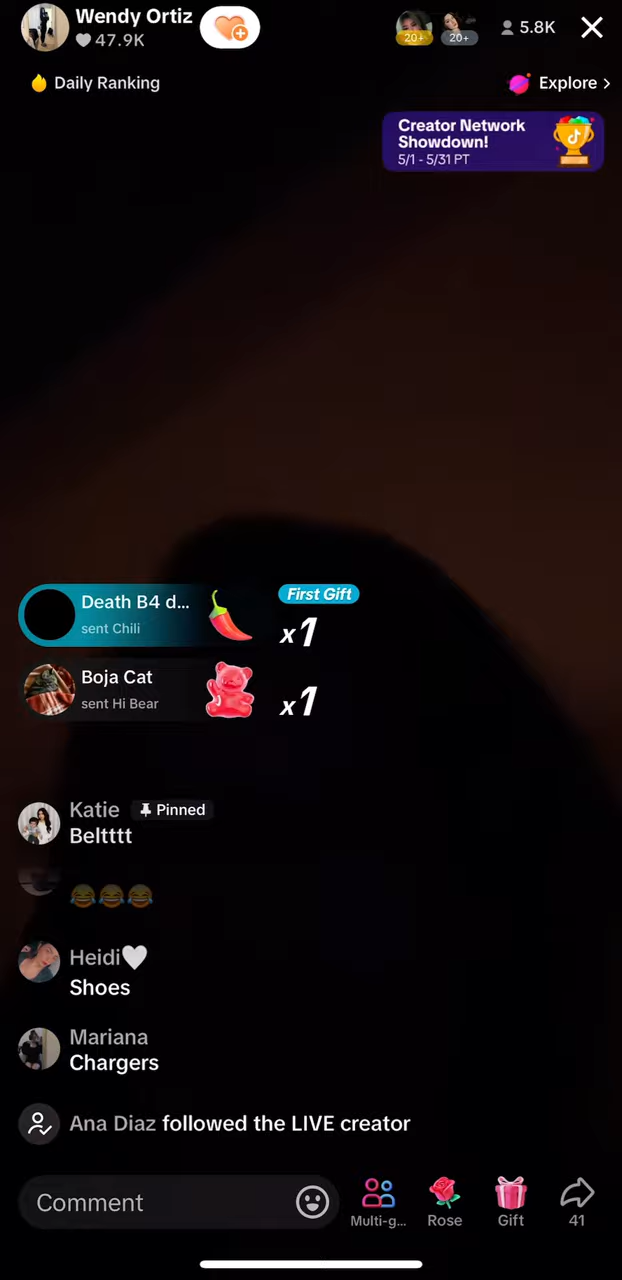 Wendy Ortiz
47.9K
20+
20+
5.8K
Daily Ranking
Explore
Creator Network
Showdown!
5/1 - 5/31 PT
Death B4 d...
sent Chili
First Gift
x1
Boja Cat
sent Hi Bear
x1
Katie Pinned
Beltttt
😂😂😂
Heidi🤍
Shoes
Mariana
Chargers
Ana Diaz followed the LIVE creator
Comment
Multi-g...
Rose
Gift
41